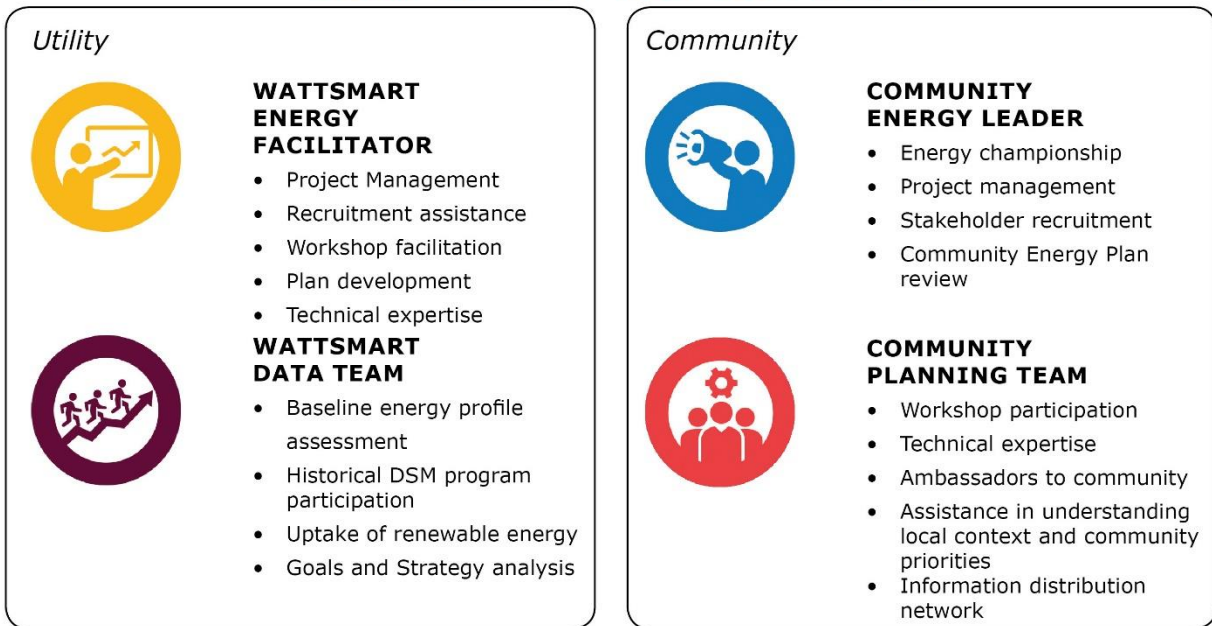 Utility
WATTSMART
ENERGY
FACILITATOR
• Project Management
• Recruitment assistance
• Workshop facilitation
• Plan development
• Technical expertise
WATTSMART
DATA TEAM
• Baseline energy profile
assessment
• Historical DSM program
participation
• Uptake of renewable energy
• Goals and Strategy analysis
Community
COMMUNITY
ENERGY LEADER
• Energy championship
• Project management
• Stakeholder recruitment
• Community Energy Plan
review
COMMUNITY
PLANNING TEAM
• Workshop participation
• Technical expertise
• Ambassadors to community
• Assistance in understanding
local context and community
priorities
• Information distribution
network